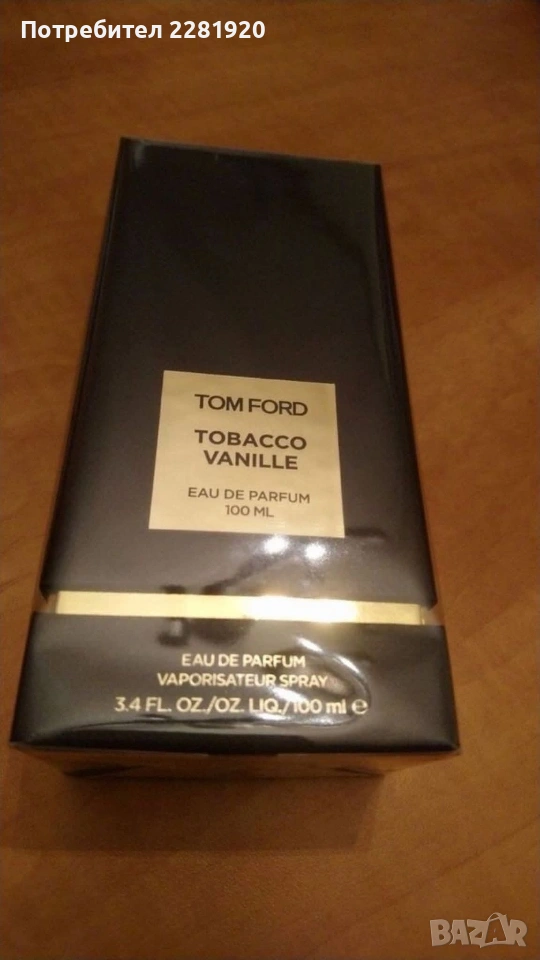 Потребител 2281920
TOM FORD
TOBACCO
VANILLE
EAU DE PARFUM
100 ML
EAU DE PARFUM
VAPORISATEUR SPRAY
3.4 FL. OZ./OZ. LIQ./100 ml ℮
BAZAR